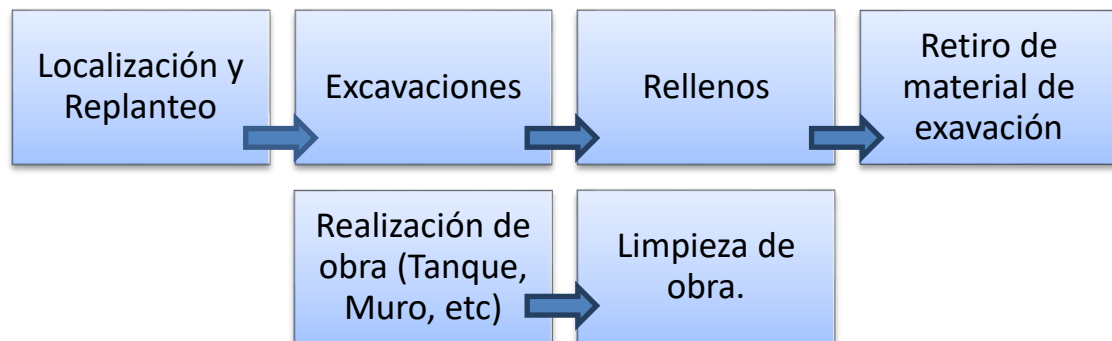 Localización y
Replanteo
Excavaciones
Rellenos
Retiro de
material de
exavación
Realización de
obra (Tanque,
Muro, etc)
Limpieza de
obra.